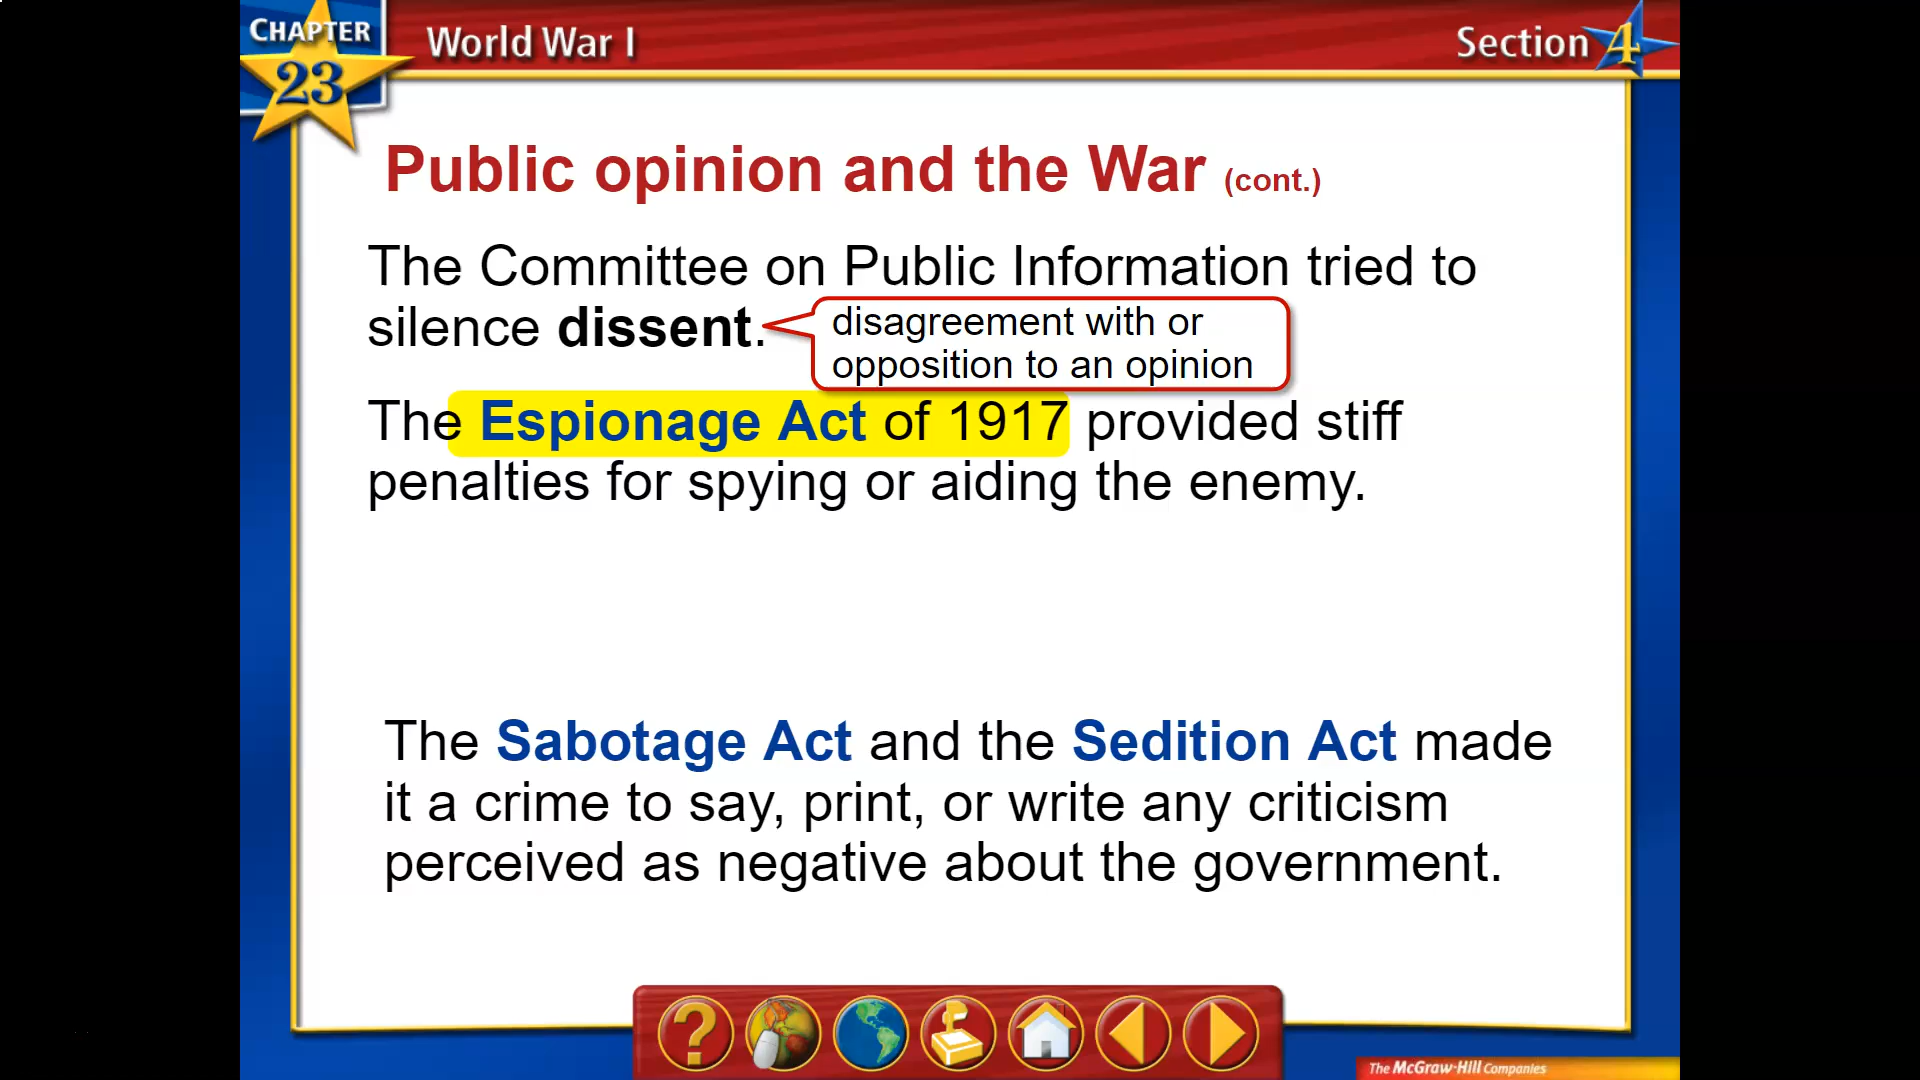 CHAPTER
23
World War I
Section 4
Public opinion and the War (cont.)
The Committee on Public Information tried to
silence dissent.
disagreement with or
opposition to an opinion
The Espionage Act of 1917 provided stiff
penalties for spying or aiding the enemy.
The Sabotage Act and the Sedition Act made
it a crime to say, print, or write any criticism
perceived as negative about the government.
?
The McGraw-Hill Companies